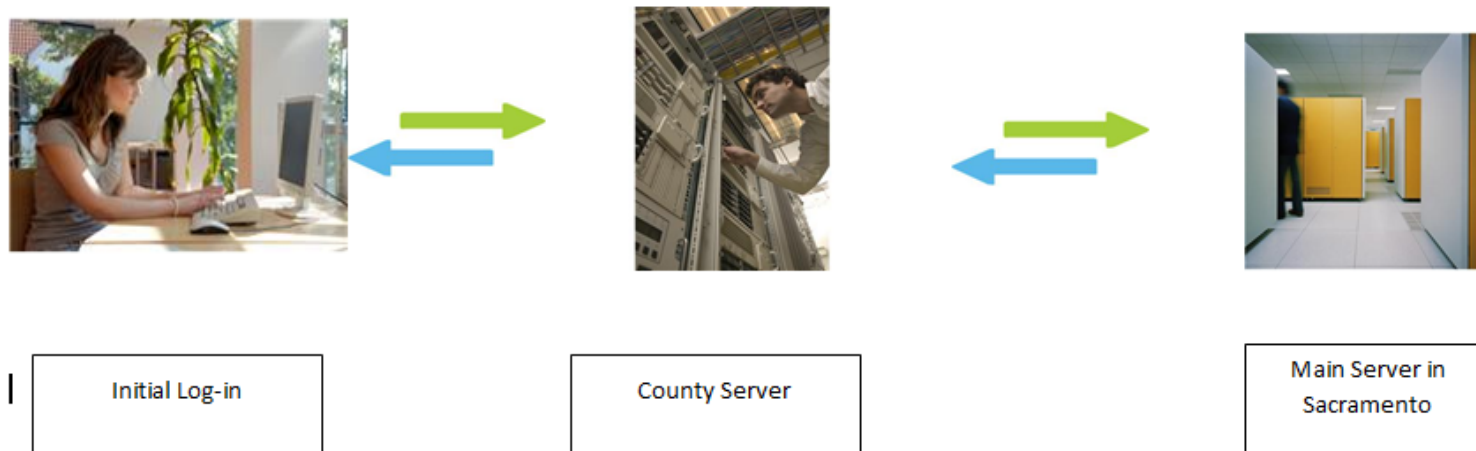 Initial Log-in
County Server
Main Server in
Sacramento